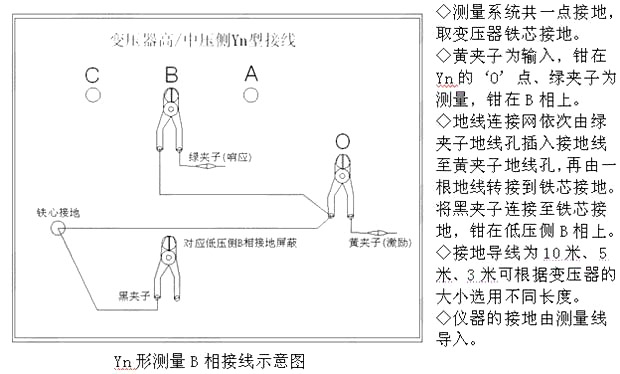 变压器高/中压侧Yn型接线
C B A
绿夹子(响应)
O
铁心接地
对应低压侧B相接地屏蔽
黄夹子(激励)
黑夹子
Yn形测量B相接线示意图
◇测量系统共一点接地，
取变压器铁芯接地。
◇黄夹子为输入，钳在
Yn的‘O’点、绿夹子为
测量，钳在B相上。
◇地线连接网依次由绿
夹子地线孔插入接地线
至黄夹子地线孔，再由一
根地线转接到铁芯接地。
将黑夹子连接至铁芯接
地，钳在低压侧B相上。
◇接地导线为10米、5
米、3米可根据变压器的
大小选用不同长度。
◇仪器的接地由测量线
导入。